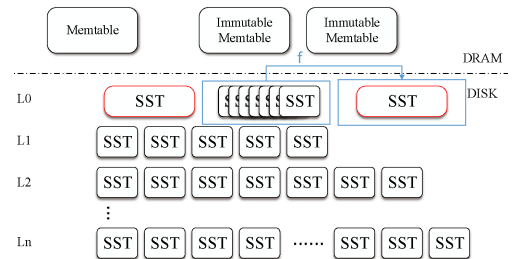 Memtable
Immutable
Memtable
Immutable
Memtable
f
DRAM
L0
SST
S S S S S S SST
SST
DISK
L1
SST SST SST SST SST
L2
SST SST SST SST SST SST SST
⋮
Ln
SST SST SST SST ...... SST SST SST